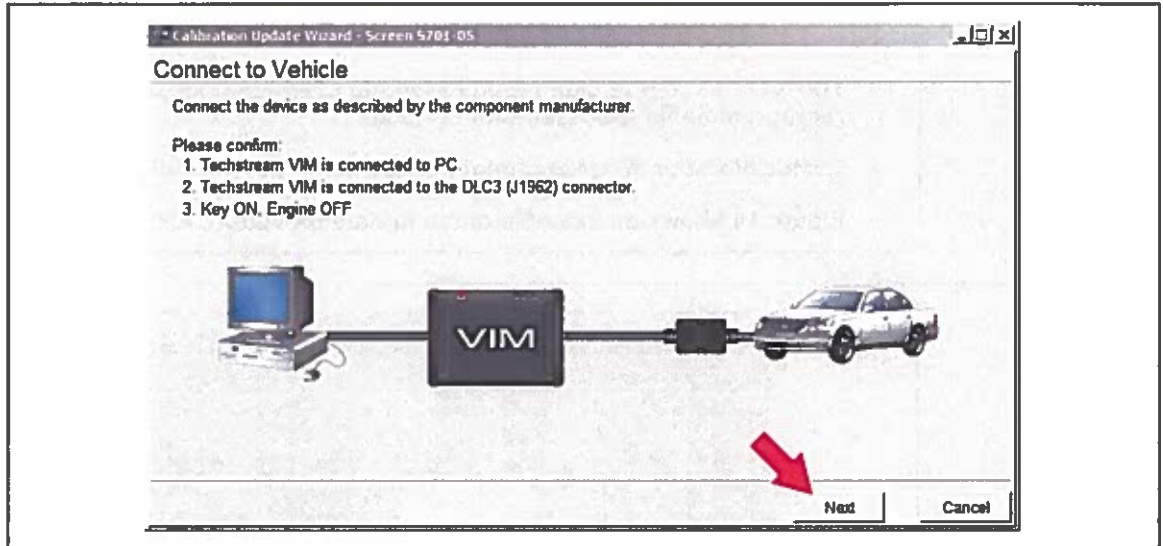 Calibration Update Wizard - Screen S701-05
Connect to Vehicle
Connect the device as described by the component manufacturer.
Please confirm:
1. Techstream VIM is connected to PC
2. Techstream VIM is connected to the DLC3 (J1962) connector.
3. Key ON, Engine OFF
VIM
Next
Cancel